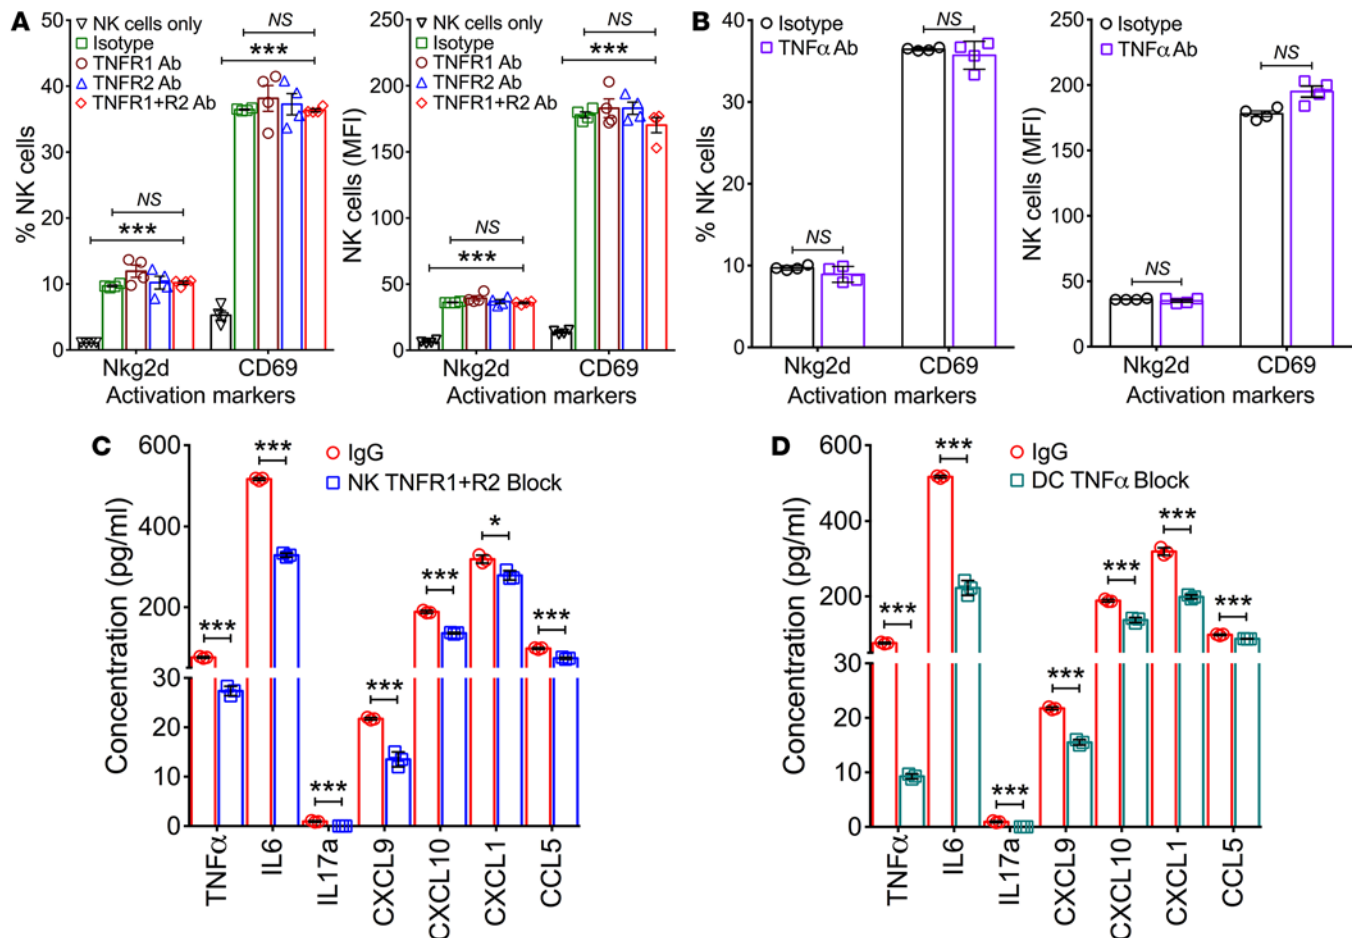 A
NK cells only
Isotype
TNFR1 Ab
TNFR2 Ab
TNFR1+R2 Ab
NS
***
NS
***
% NK cells
50
40
30
20
10
0
Nkg2d
CD69
Activation markers
NK cells only
Isotype
TNFR1 Ab
TNFR2 Ab
TNFR1+R2 Ab
NS
***
NS
***
NK cells (MFI)
250
200
150
100
50
0
Nkg2d
CD69
Activation markers
B
Isotype
TNFα Ab
NS
NS
% NK cells
40
30
20
10
0
Nkg2d
CD69
Activation markers
Isotype
TNFα Ab
NS
NS
NK cells (MFI)
250
200
150
100
50
0
Nkg2d
CD69
Activation markers
C
IgG
NK TNFR1+R2 Block
***
***
***
***
***
*
***
Concentration (pg/ml)
600
400
200
30
20
10
0
TNFα
IL6
IL17a
CXCL9
CXCL10
CXCL1
CCL5
D
IgG
DC TNFα Block
***
***
***
***
***
***
***
Concentration (pg/ml)
600
400
200
30
20
10
0
TNFα
IL6
IL17a
CXCL9
CXCL10
CXCL1
CCL5